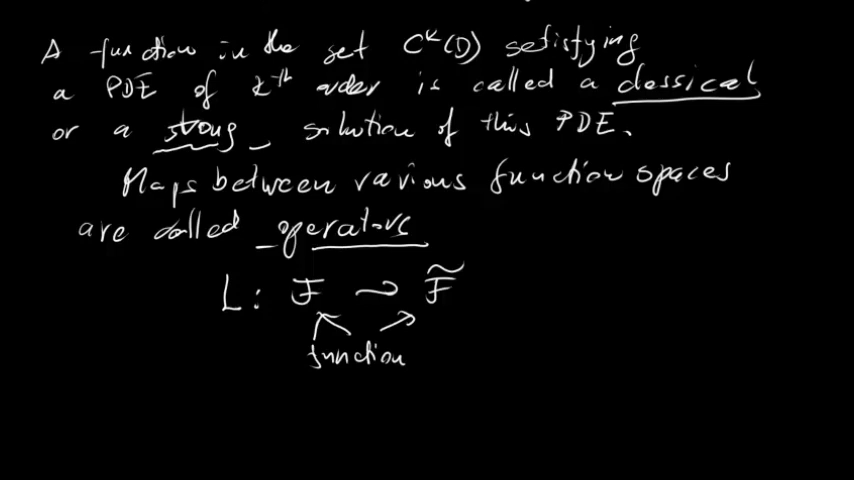 A function in the set C^k(D) satisfying
a PDE of k^th order is called a classical
or a strong solution of this PDE.
Maps between various function spaces
are called operators
L: F → F̃
function